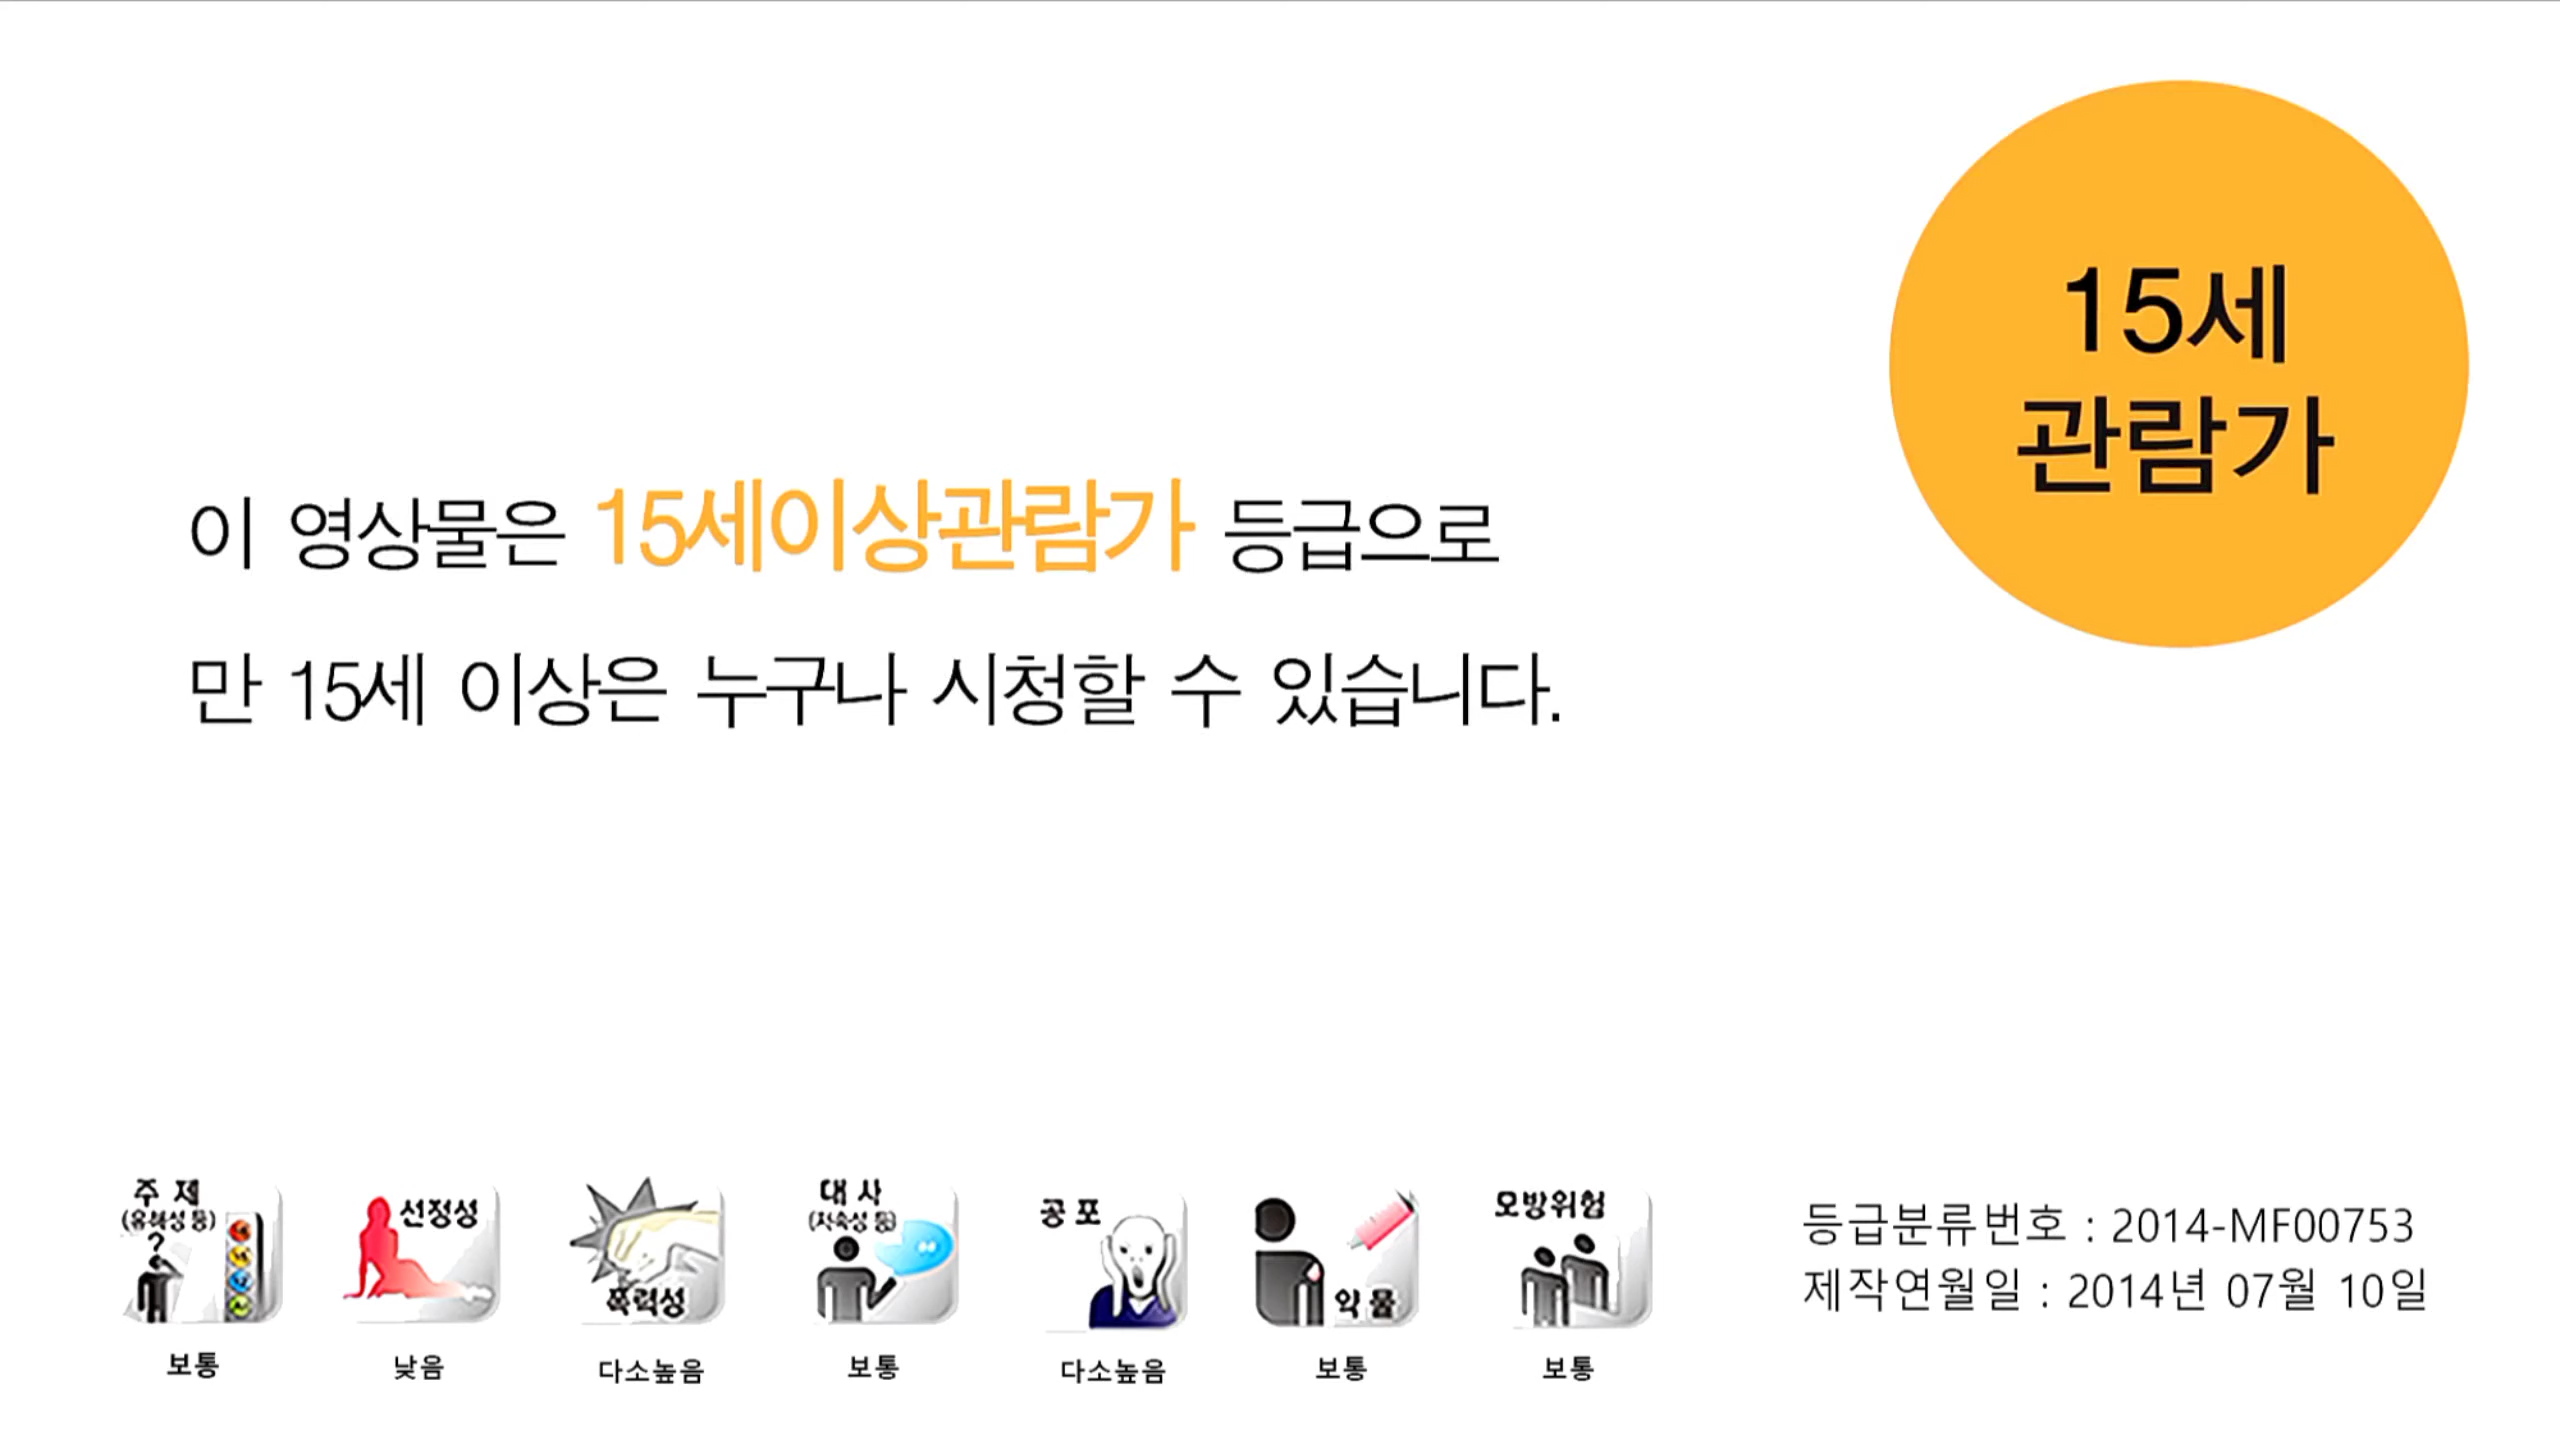 15세
관람가
이 영상물은 15세이상관람가 등급으로
만 15세 이상은 누구나 시청할 수 있습니다.
주 제
(유해성 등)
?
보통
선정성
낮음
폭력성
다소높음
대 사
(저속성 등)
보통
공 포
다소높음
약 물
보통
모방위험
보통
등급분류번호 : 2014-MF00753
제작연월일 : 2014년 07월 10일